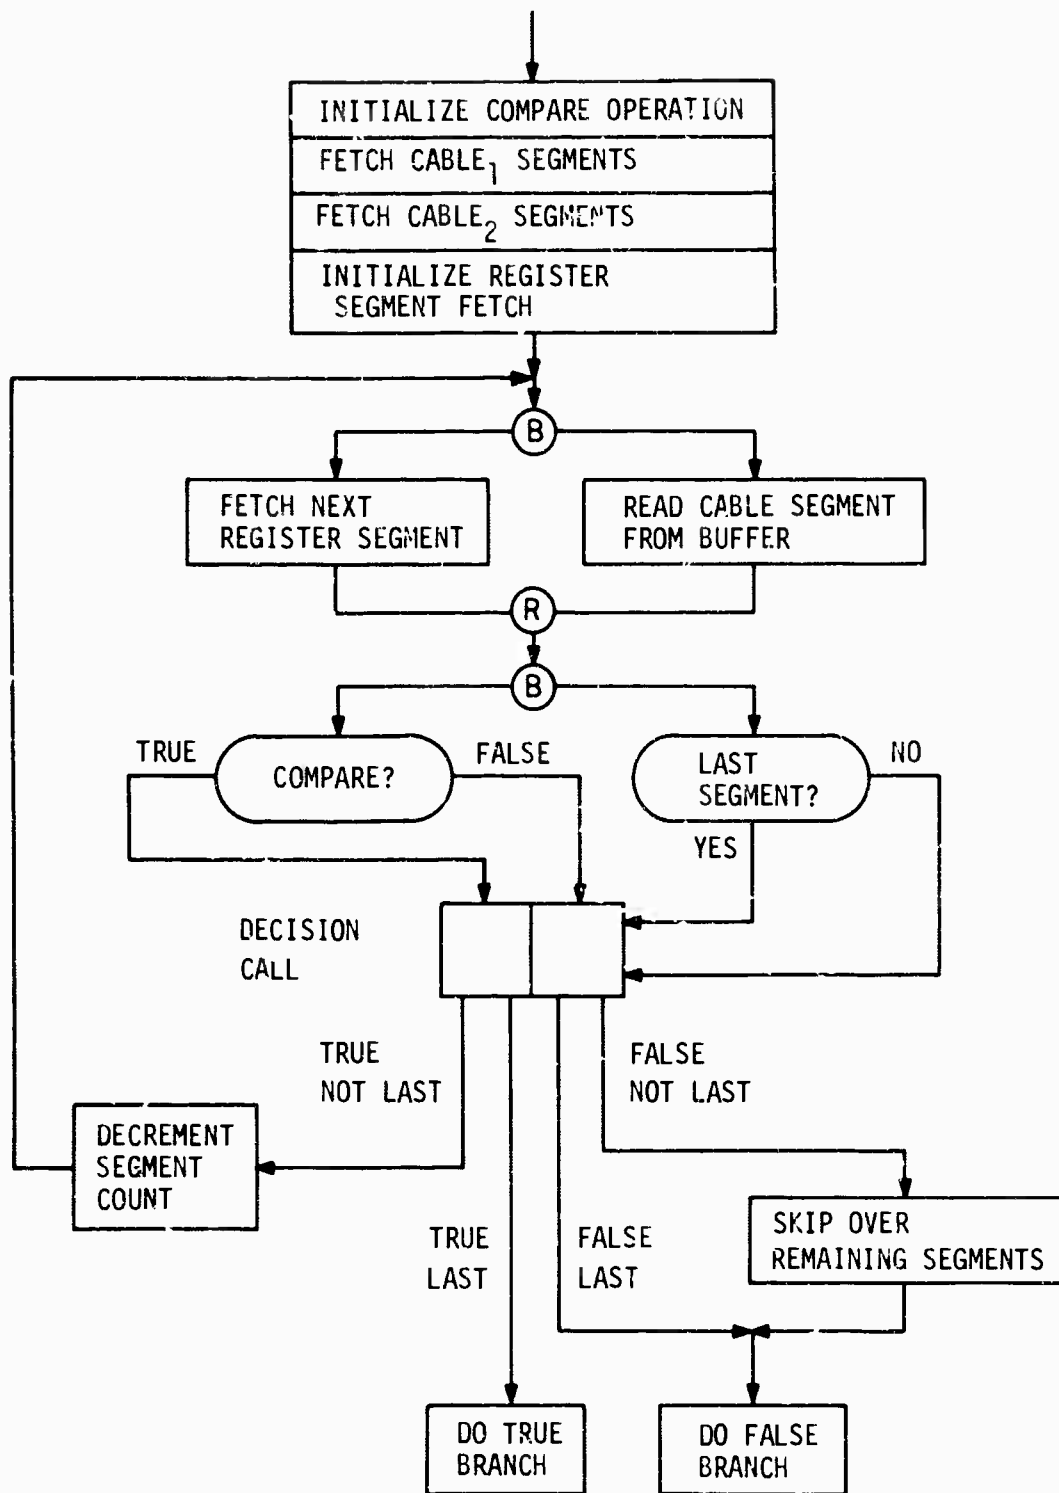 INITIALIZE COMPARE OPERATION
FETCH CABLE₁ SEGMENTS
FETCH CABLE₂ SEGMENTS
INITIALIZE REGISTER
SEGMENT FETCH
B
FETCH NEXT
REGISTER SEGMENT
READ CABLE SEGMENT
FROM BUFFER
R
B
TRUE
COMPARE?
FALSE
LAST
SEGMENT?
NO
YES
DECISION
CALL
TRUE
NOT LAST
FALSE
NOT LAST
DECREMENT
SEGMENT
COUNT
TRUE
LAST
FALSE
LAST
SKIP OVER
REMAINING SEGMENTS
DO TRUE
BRANCH
DO FALSE
BRANCH